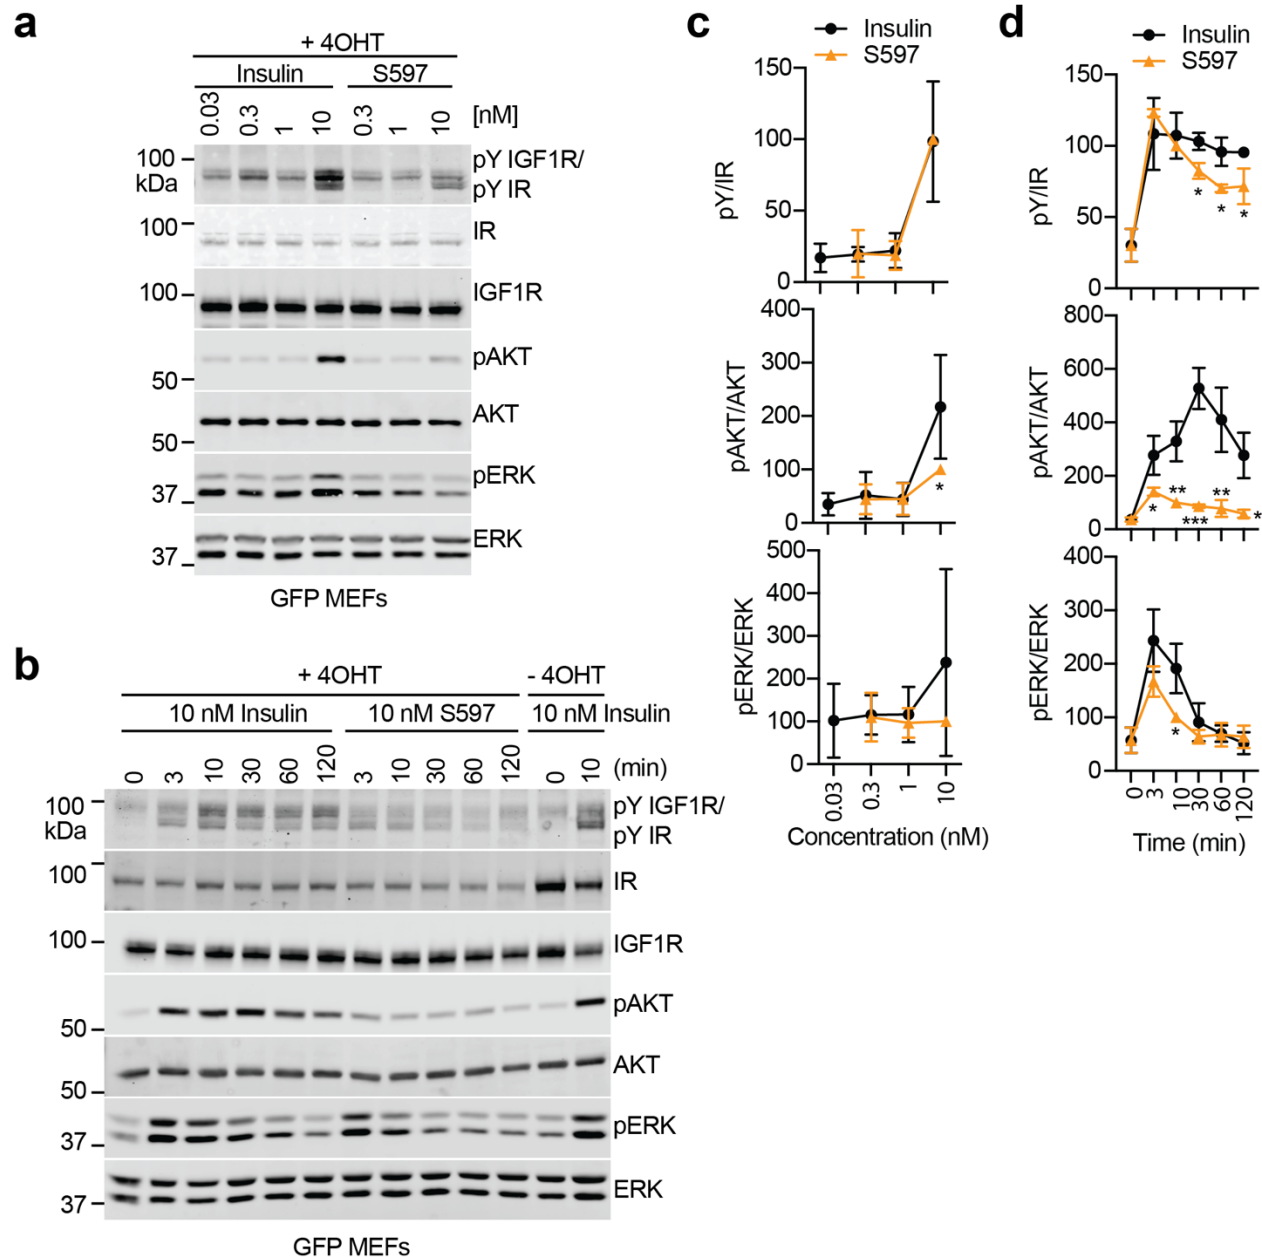 a
+ 4OHT
Insulin S597
0.03 0.3 1 10 0.3 1 10 [nM]
100
kDa
pY IGF1R/
pY IR
100
IR
100
IGF1R
pAKT
50
AKT
50
pERK
37
ERK
37
GFP MEFs
b
+ 4OHT - 4OHT
10 nM Insulin 10 nM S597 10 nM Insulin
0 3 10 30 60 120 3 10 30 60 120 0 10 (min)
100
kDa
pY IGF1R/
pY IR
100
IR
100
IGF1R
pAKT
50
AKT
50
pERK
37
ERK
37
GFP MEFs
c
Insulin
S597
pY/IR
150
100
50
0
pAKT/AKT
400
300
200
100
0
*
pERK/ERK
500
400
300
200
100
0
0.03 0.3 1 10
Concentration (nM)
d
Insulin
S597
pY/IR
150
100
50
0
* * *
pAKT/AKT
800
600
400
200
0
* ** *** ** *
pERK/ERK
400
300
200
100
0
*
0 3 10 30 60 120
Time (min)